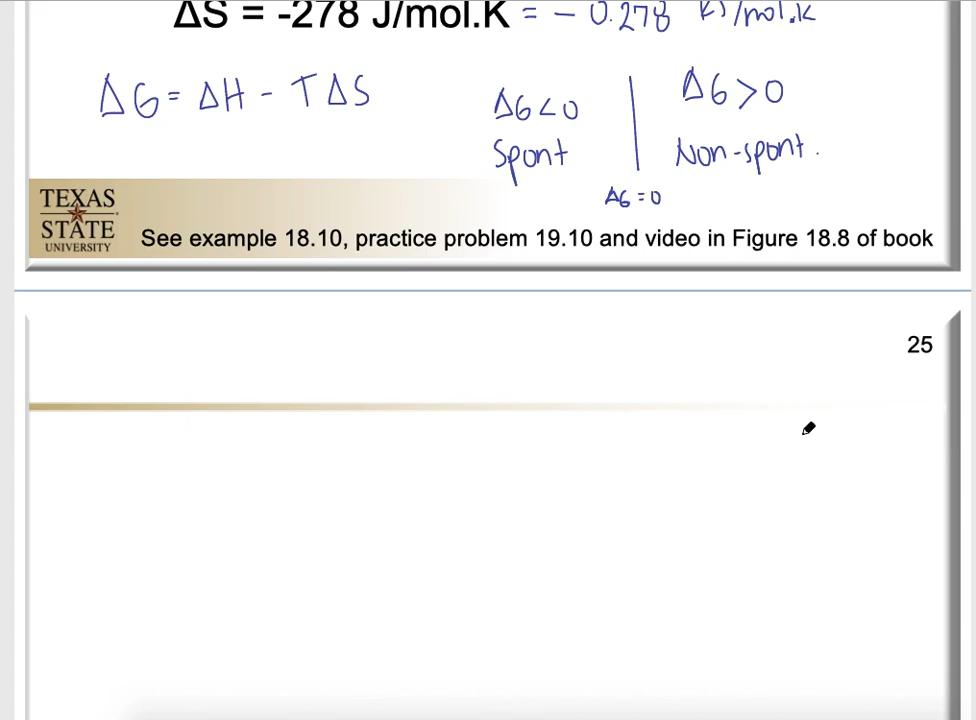 ΔS = -278 J/mol.K = - 0.278 kJ/mol.K
ΔG = ΔH - TΔS
ΔG < 0 | ΔG > 0
Spont | Non-spont.
ΔG = 0
TEXAS
STATE
UNIVERSITY
See example 18.10, practice problem 19.10 and video in Figure 18.8 of book
25